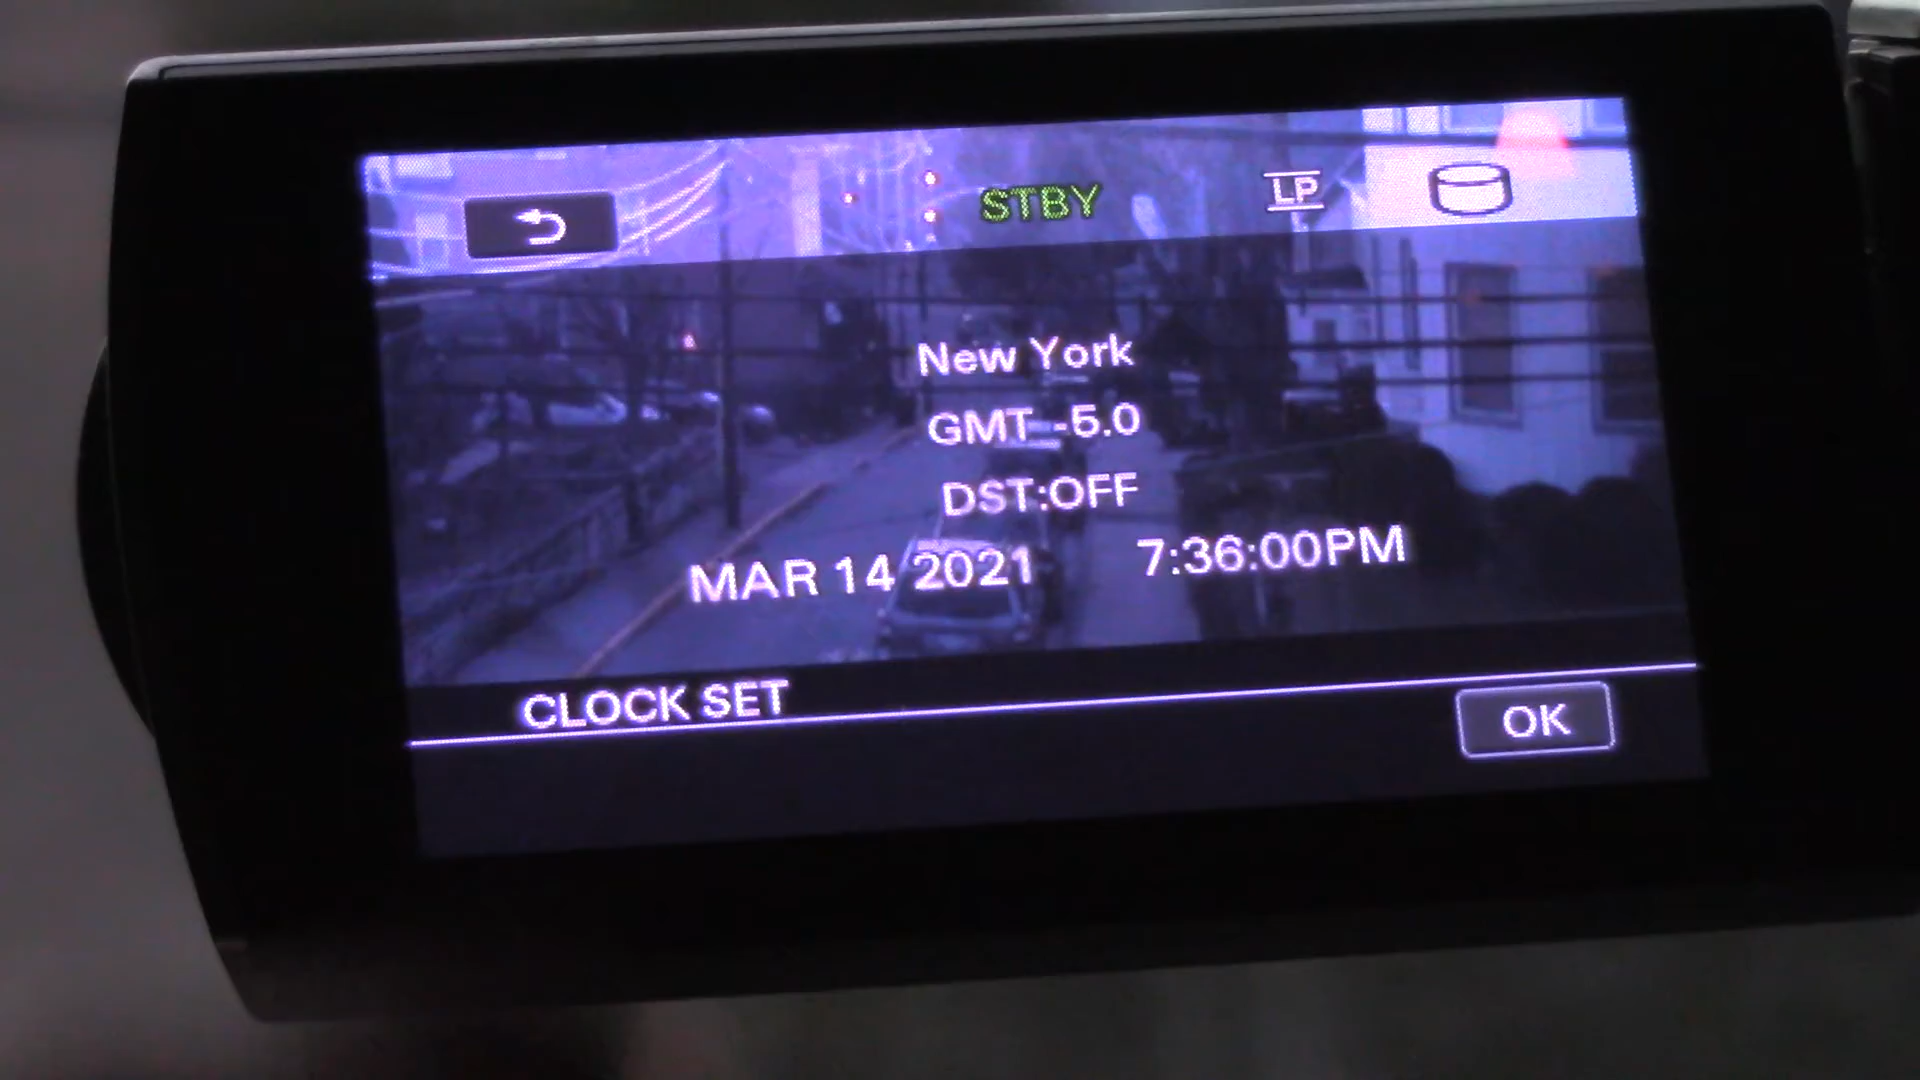 STBY LP
New York
GMT -5.0
DST:OFF
MAR 14 2021 7:36:00PM
CLOCK SET
OK